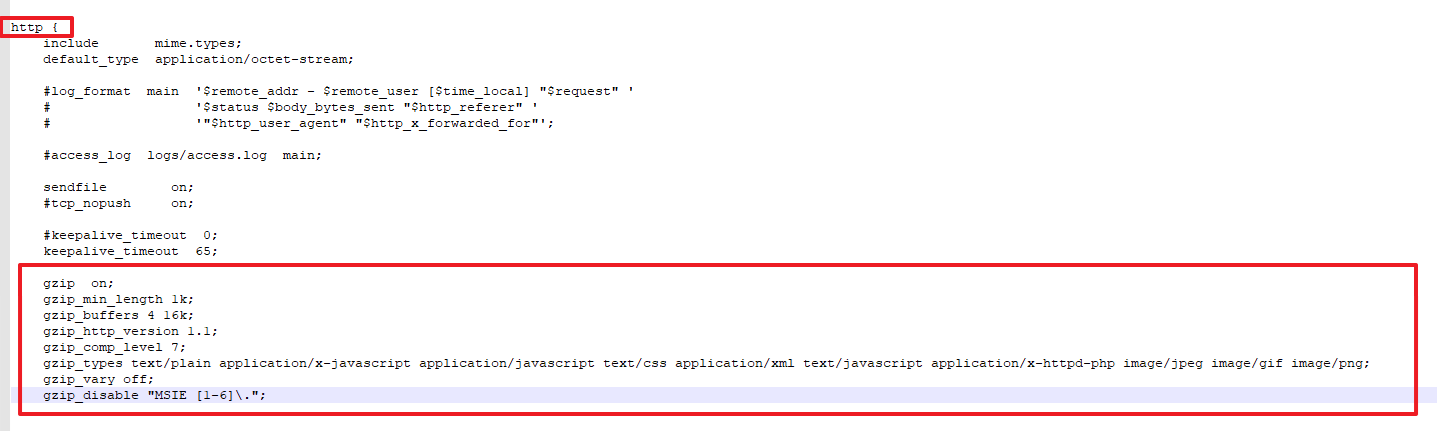 http {
    include       mime.types;
    default_type  application/octet-stream;
    #log_format  main  '$remote_addr - $remote_user [$time_local] "$request" '
    #                  '$status $body_bytes_sent "$http_referer" '
    #                  '"$http_user_agent" "$http_x_forwarded_for"';
    #access_log  logs/access.log  main;
    sendfile        on;
    #tcp_nopush     on;
    #keepalive_timeout  0;
    keepalive_timeout  65;
    gzip  on;
    gzip_min_length 1k;
    gzip_buffers 4 16k;
    gzip_http_version 1.1;
    gzip_comp_level 7;
    gzip_types text/plain application/x-javascript application/javascript text/css application/xml text/javascript application/x-httpd-php image/jpeg image/gif image/png;
    gzip_vary off;
    gzip_disable "MSIE [1-6]\.";